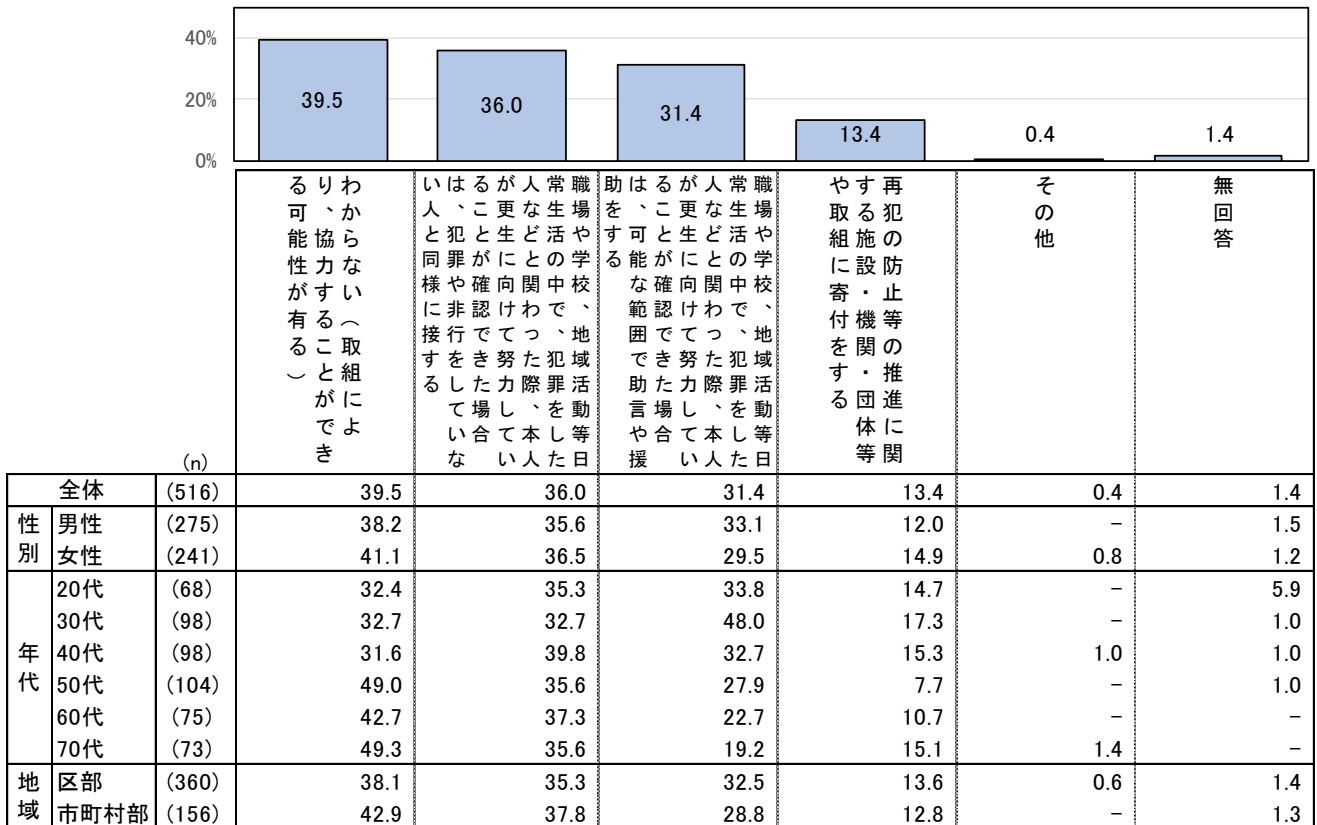 40%
20%
0%
39.5
36.0
31.4
13.4
0.4
1.4
わからない（取組によき
り、協力することができ
る可能性が有る）
職場や学校、地域活動等日
常生活の中で、犯罪をした
人などと関わった際、本人
が更生に向けて努力してい
ることが確認できた場合
は、犯罪や非行をしていな
い人と同様に接する
職場や学校、地域活動等日
常生活の中で、犯罪をした
人などと関わった際、本人
が更生に向けて努力してい
ることが確認できた場合
は、可能な範囲で助言や援
助をする
再犯の防止等の推進に関
する施設・機関・団体等
や取組に寄付をする
その他
無回答
(n)
全体 (516) 39.5 36.0 31.4 13.4 0.4 1.4
性別
男性 (275) 38.2 35.6 33.1 12.0 － 1.5
女性 (241) 41.1 36.5 29.5 14.9 0.8 1.2
年代
20代 (68) 32.4 35.3 33.8 14.7 － 5.9
30代 (98) 32.7 32.7 48.0 17.3 － 1.0
40代 (98) 31.6 39.8 32.7 15.3 1.0 1.0
50代 (104) 49.0 35.6 27.9 7.7 － 1.0
60代 (75) 42.7 37.3 22.7 10.7 － －
70代 (73) 49.3 35.6 19.2 15.1 1.4 －
地域
区部 (360) 38.1 35.3 32.5 13.6 0.6 1.4
市町村部 (156) 42.9 37.8 28.8 12.8 － 1.3